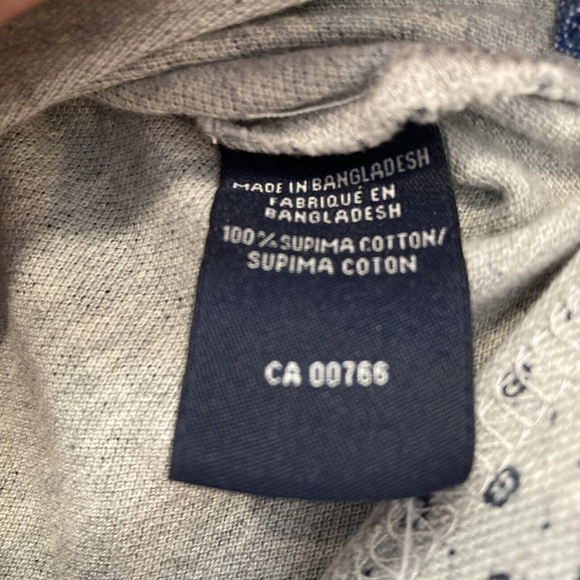 MADE IN BANGLADESH
FABRIQUÉ EN
BANGLADESH
100% SUPIMA COTTON/
SUPIMA COTON
CA 00766